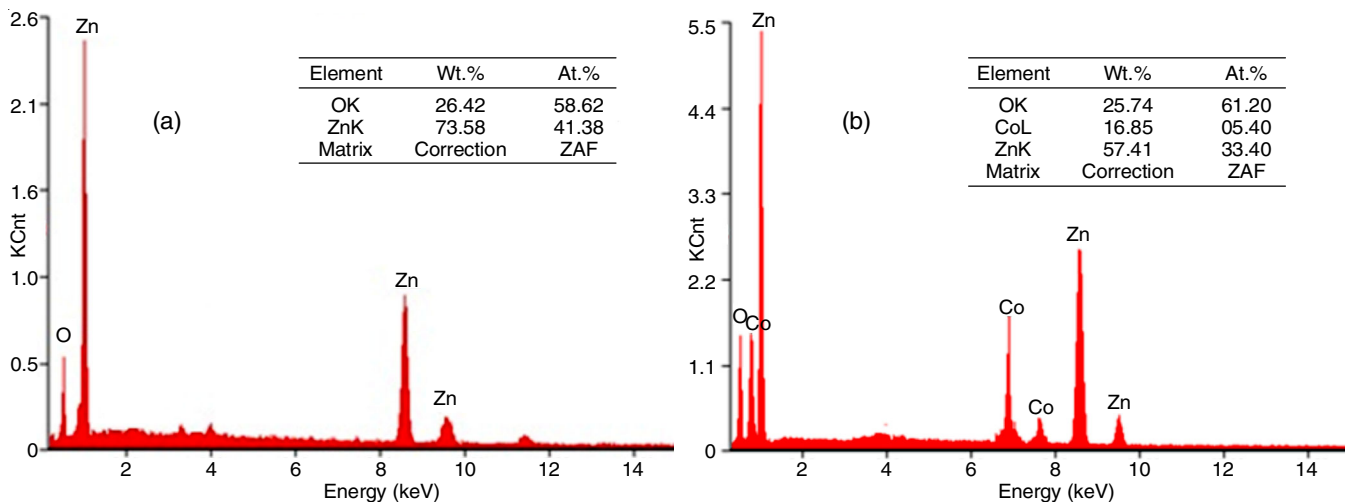 2.6
2.1
1.6
1.0
0.5
0
KCnt
Zn
O
(a)
Element Wt.% At.%
OK 26.42 58.62
ZnK 73.58 41.38
Matrix Correction ZAF
Zn
Zn
2 4 6 8 10 12 14
Energy (keV)
5.5
4.4
3.3
2.2
1.1
0
KCnt
Zn
O
Co
(b)
Element Wt.% At.%
OK 25.74 61.20
CoL 16.85 05.40
ZnK 57.41 33.40
Matrix Correction ZAF
Co
Co
Zn
Zn
2 4 6 8 10 12 14
Energy (keV)